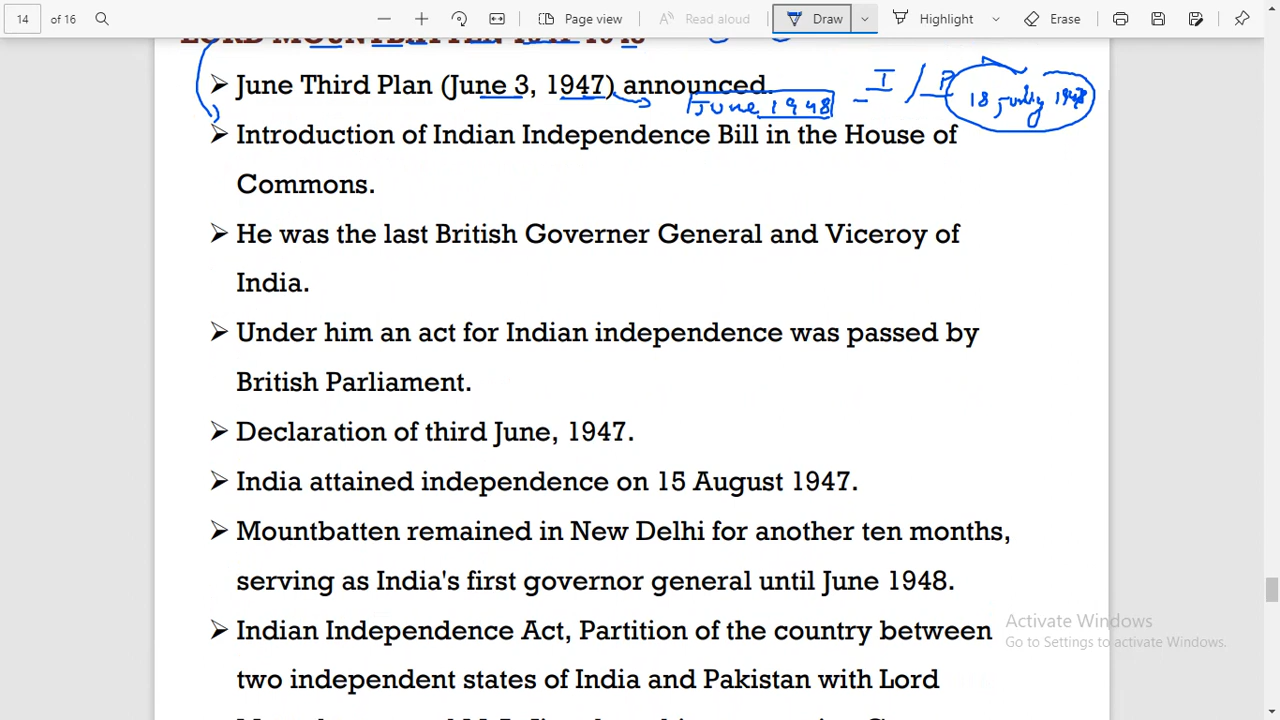 14 of 16 Page view Read aloud Draw Highlight Erase
LORD MOUNTBATTEN 1947-1948
➢ June Third Plan (June 3, 1947) announced.
June 1948 - I / P 18 July 1948
➢ Introduction of Indian Independence Bill in the House of
Commons.
➢ He was the last British Governer General and Viceroy of
India.
➢ Under him an act for Indian independence was passed by
British Parliament.
➢ Declaration of third June, 1947.
➢ India attained independence on 15 August 1947.
➢ Mountbatten remained in New Delhi for another ten months,
serving as India's first governor general until June 1948.
Activate Windows
➢ Indian Independence Act, Partition of the country between
Go to Settings to activate Windows.
two independent states of India and Pakistan with Lord